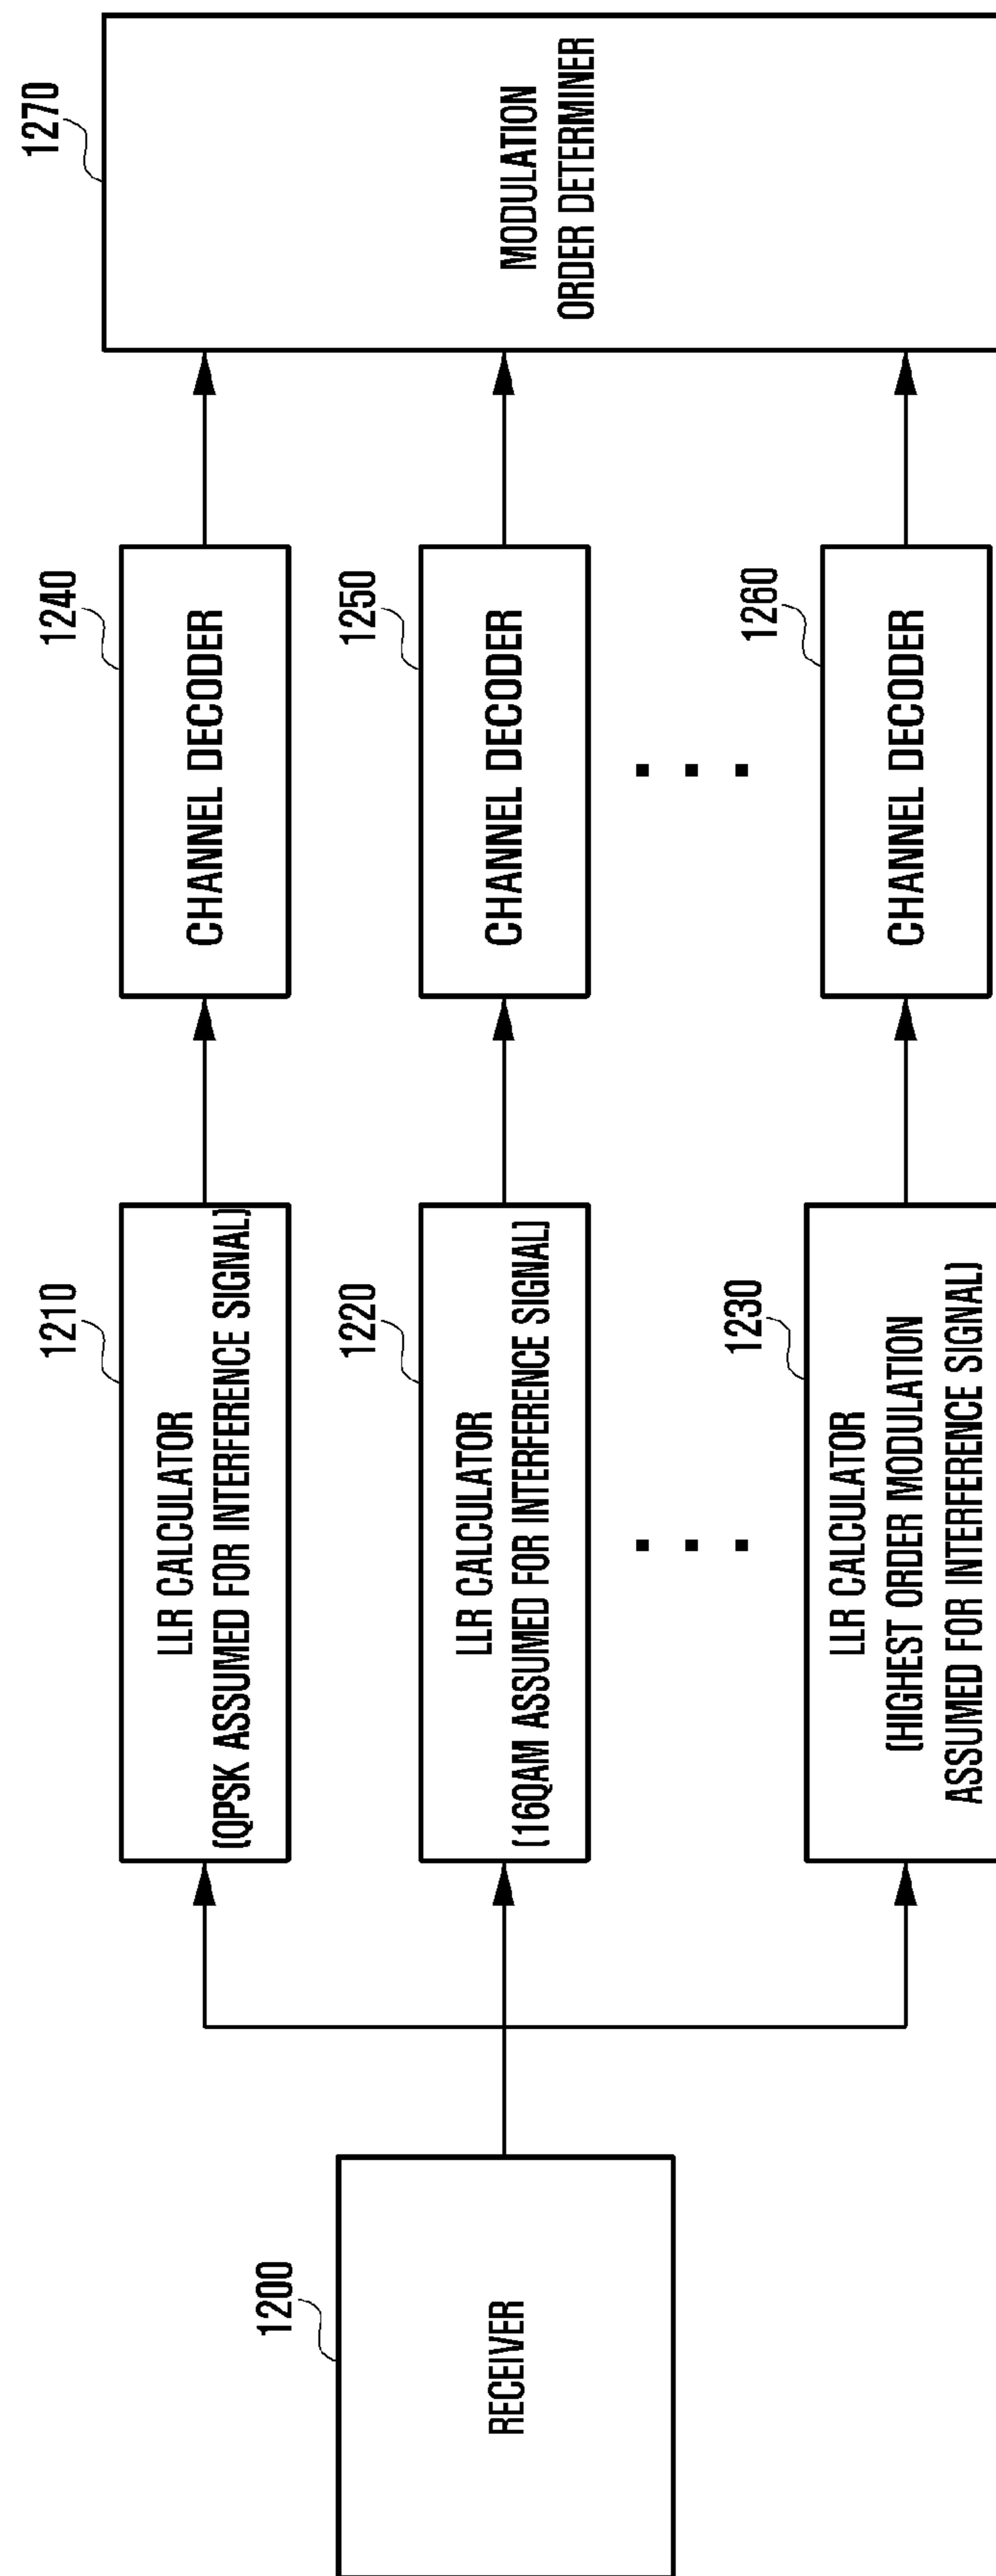 1200
RECEIVER
1210
LLR CALCULATOR
(QPSK ASSUMED FOR INTERFERENCE SIGNAL)
1240
CHANNEL DECODER
1220
LLR CALCULATOR
(16QAM ASSUMED FOR INTERFERENCE SIGNAL)
1250
CHANNEL DECODER
1230
LLR CALCULATOR
(HIGHEST ORDER MODULATION
ASSUMED FOR INTERFERENCE SIGNAL)
1260
CHANNEL DECODER
1270
MODULATION
ORDER DETERMINER